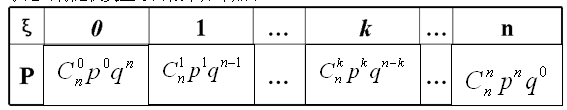 ξ 0 1 … k … n
P C_n^0 p^0 q^n C_n^1 p^1 q^{n-1} … C_n^k p^k q^{n-k} … C_n^n p^n q^0